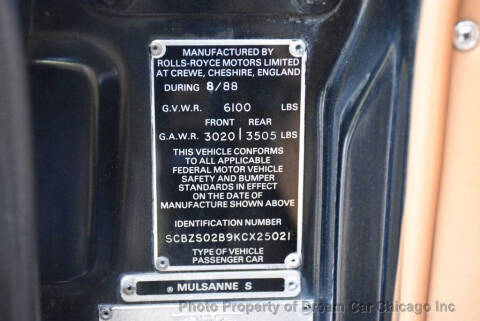 MANUFACTURED BY
ROLLS-ROYCE MOTORS LIMITED
AT CREWE, CHESHIRE, ENGLAND
DURING 8/88
G.V.W.R. 6100 LBS
FRONT REAR
G.A.W.R. 3020 | 3505 LBS
THIS VEHICLE CONFORMS
TO ALL APPLICABLE
FEDERAL MOTOR VEHICLE
SAFETY AND BUMPER
STANDARDS IN EFFECT
ON THE DATE OF
MANUFACTURE SHOWN ABOVE
IDENTIFICATION NUMBER
SCBZS02B9KCX25021
TYPE OF VEHICLE
PASSENGER CAR
® MULSANNE S
Photo Property of Dream Car Chicago Inc